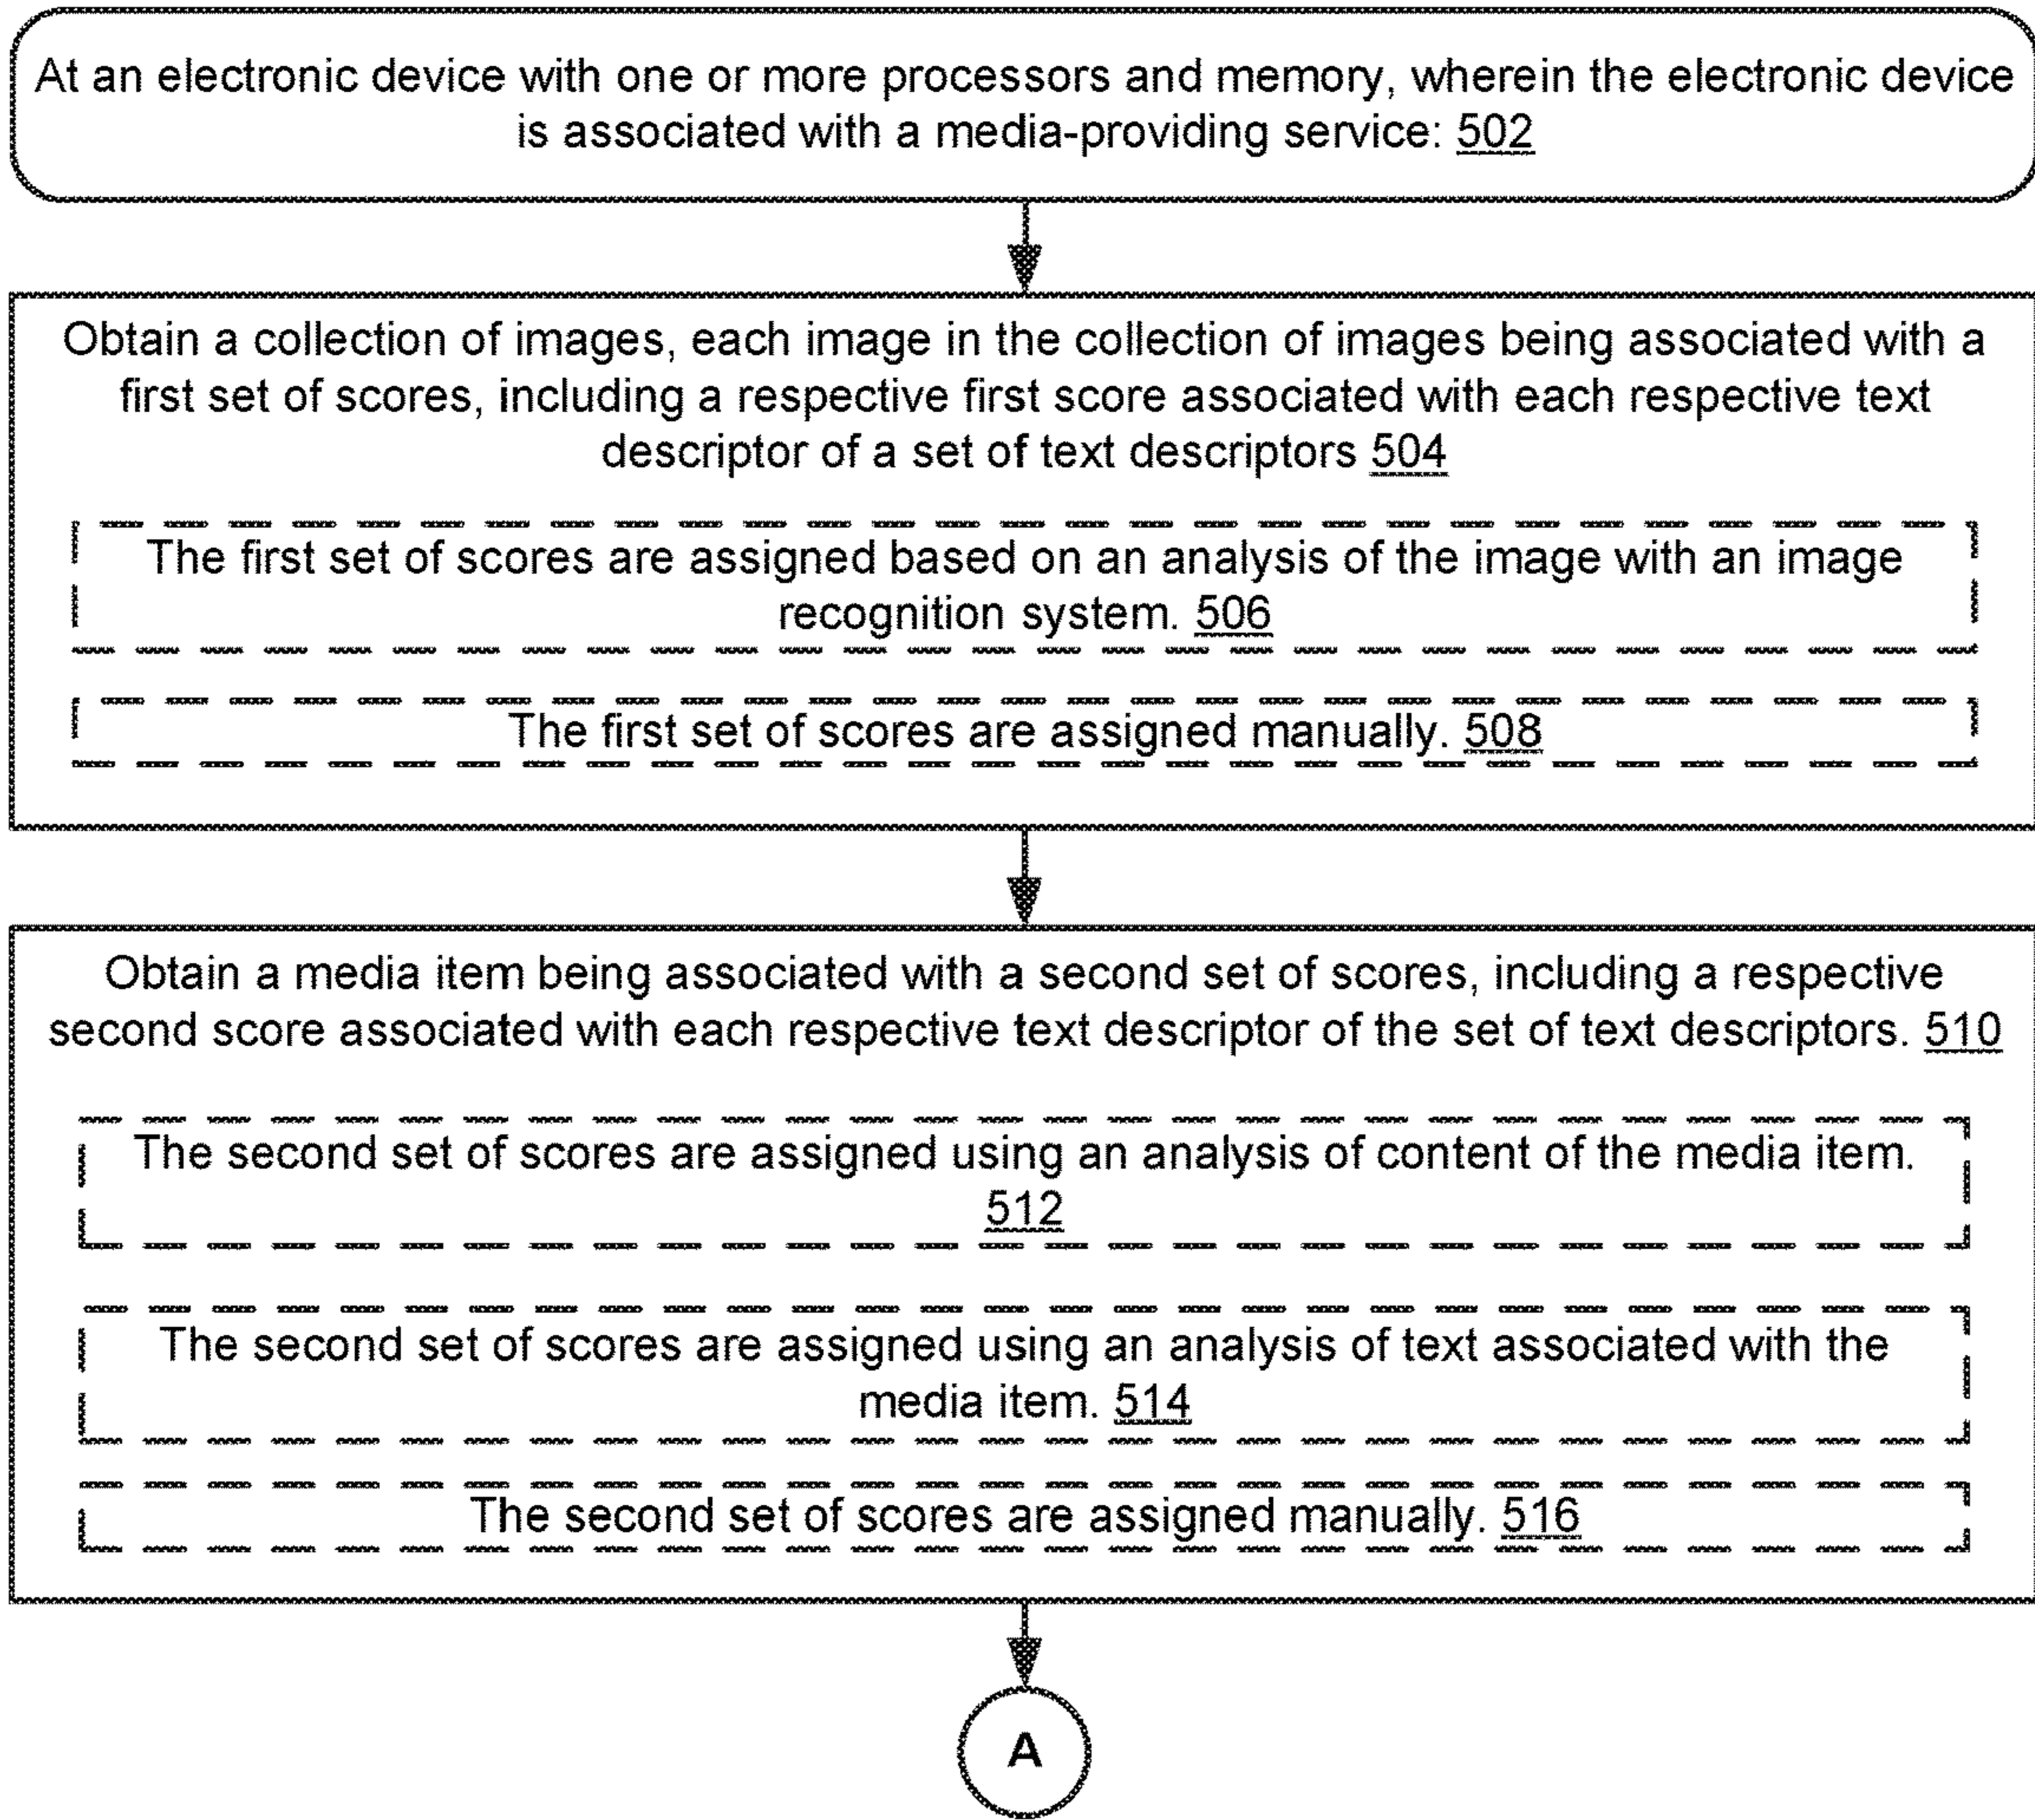 At an electronic device with one or more processors and memory, wherein the electronic device
is associated with a media-providing service: 502
Obtain a collection of images, each image in the collection of images being associated with a
first set of scores, including a respective first score associated with each respective text
descriptor of a set of text descriptors 504
The first set of scores are assigned based on an analysis of the image with an image
recognition system. 506
The first set of scores are assigned manually. 508
Obtain a media item being associated with a second set of scores, including a respective
second score associated with each respective text descriptor of the set of text descriptors. 510
The second set of scores are assigned using an analysis of content of the media item.
512
The second set of scores are assigned using an analysis of text associated with the
media item. 514
The second set of scores are assigned manually. 516
A